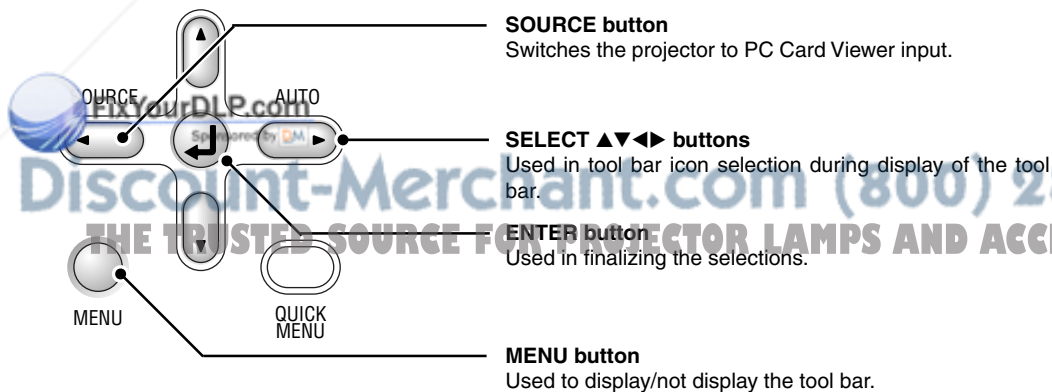 SOURCE button
Switches the projector to PC Card Viewer input.
OURCE
AUTO
FixYourDLP.com
Sponsored by DM
SELECT ▲▼◀▶ buttons
Used in tool bar icon selection during display of the tool
bar.
Discount-Merchant.com (800) 2
THE TRUSTED SOURCE FOR PROJECTOR LAMPS AND ACC
ENTER button
Used in finalizing the selections.
MENU
QUICK
MENU
MENU button
Used to display/not display the tool bar.